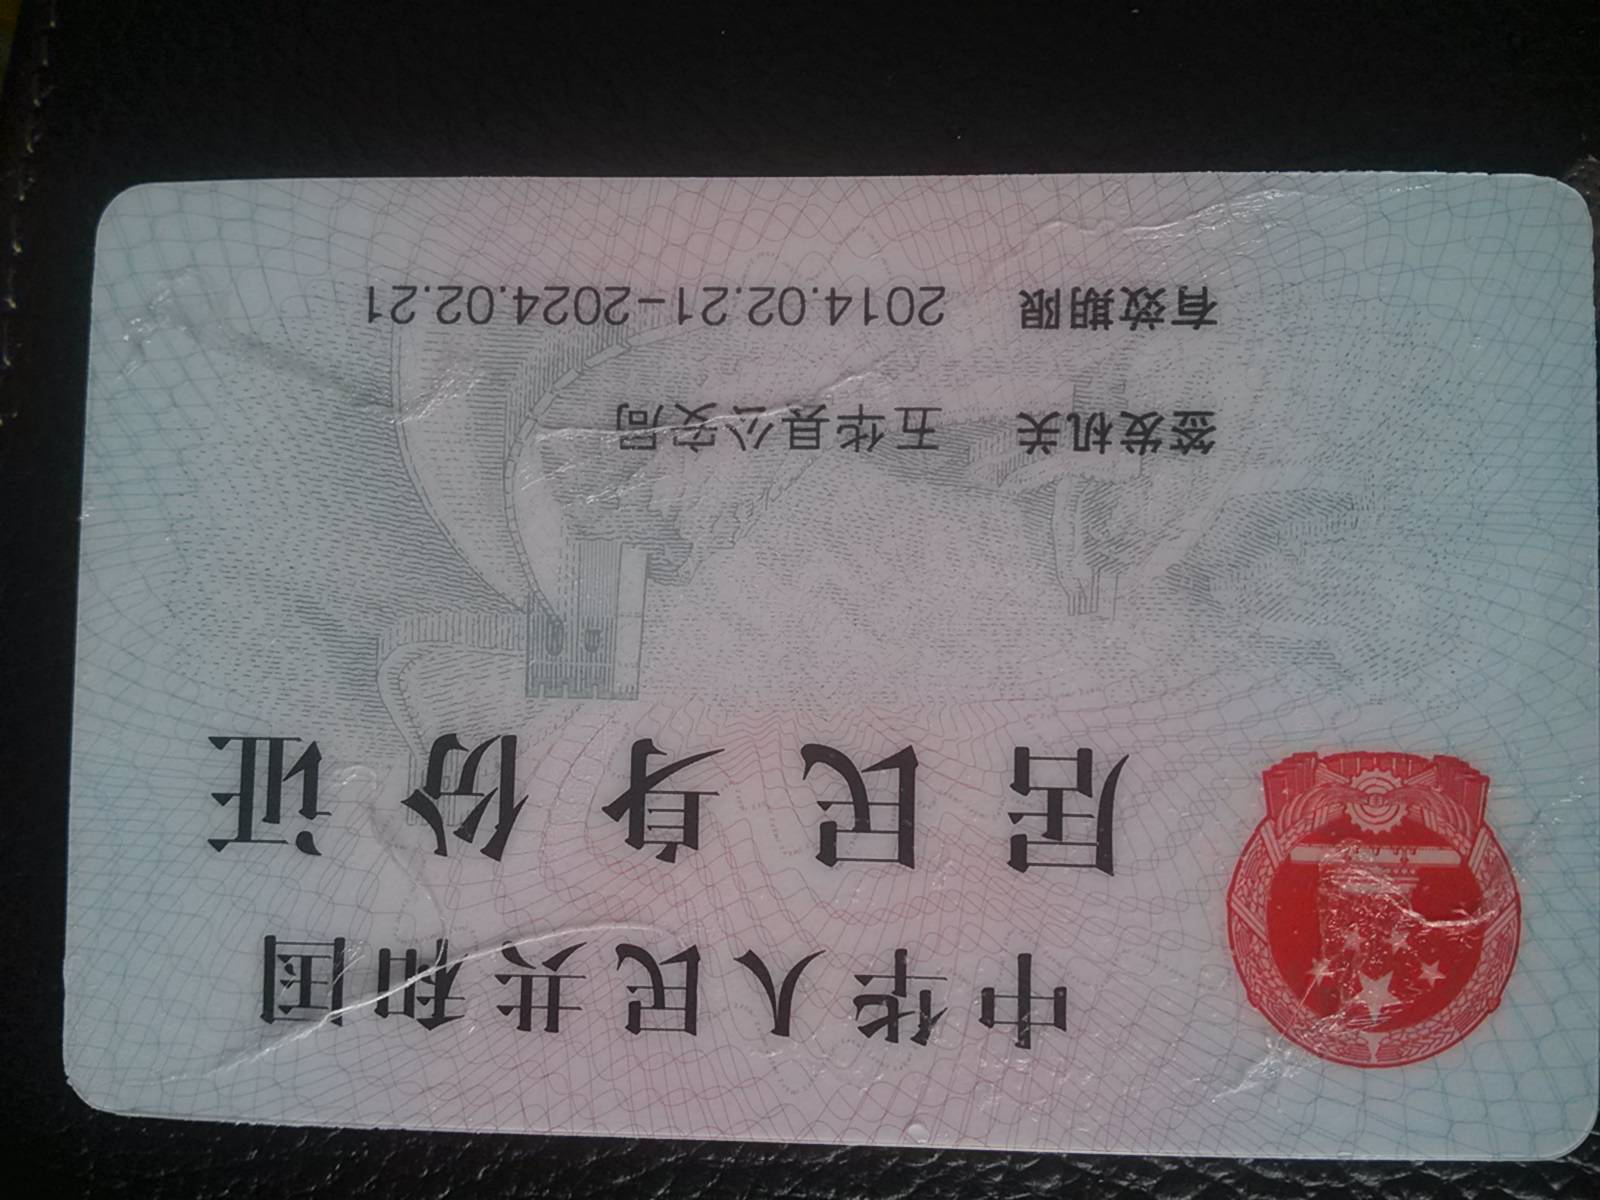 中华人民共和国
居民身份证
签发机关 五华县公安局
有效期限 2014.02.21-2024.02.21